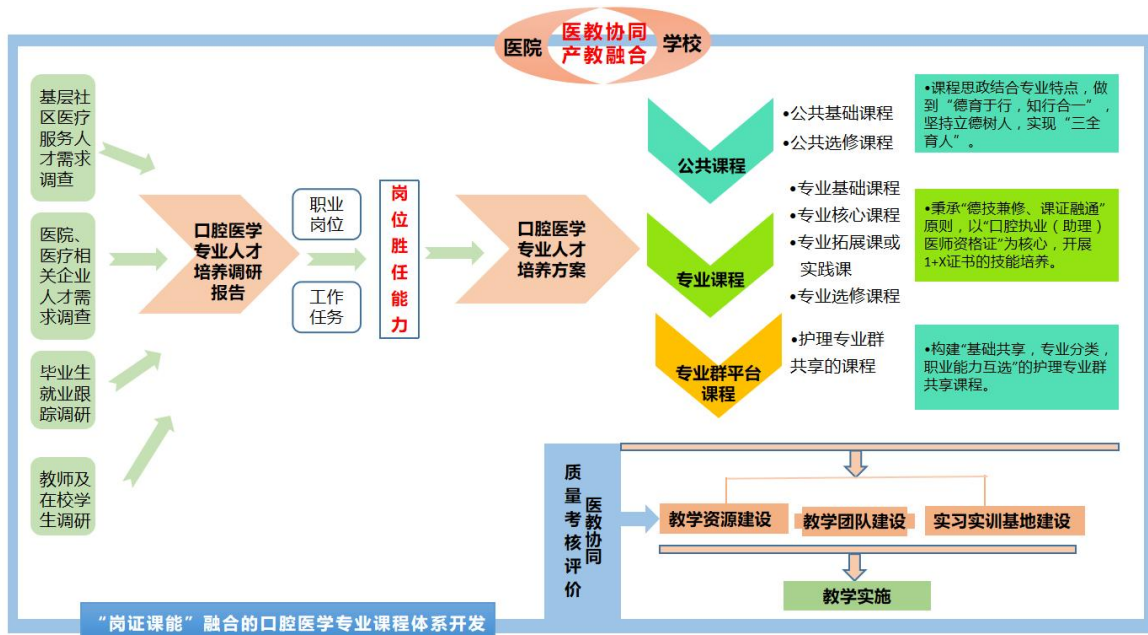 医院
医教协同
产教融合
学校
基层社
区医疗
服务人
才需求
调查
医院、
医疗相
关企业
人才需
求调查
毕业生
就业跟
踪调研
教师及
在校学
生调研
口腔医学
专业人才
培养调研
报告
职业
岗位
工作
任务
岗位胜任能力
口腔医学
专业人才
培养方案
公共课程
•公共基础课程
•公共选修课程
•课程思政结合专业特点，做
到“德育于行，知行合一”，
坚持立德树人，实现“三全
育人”。
专业课程
•专业基础课程
•专业核心课程
•专业拓展课或
实践课
•专业选修课程
•秉承“德技兼修、课证融通”
原则，以“口腔执业（助理）
医师资格证”为核心，开展
1+X证书的技能培养。
专业群平台
课程
•护理专业群
共享的课程
•构建“基础共享，专业分类，
职业能力互选”的护理专业群
共享课程。
质量考核评价
医教协同
教学资源建设
教学团队建设
实习实训基地建设
教学实施
“岗证课能”融合的口腔医学专业课程体系开发